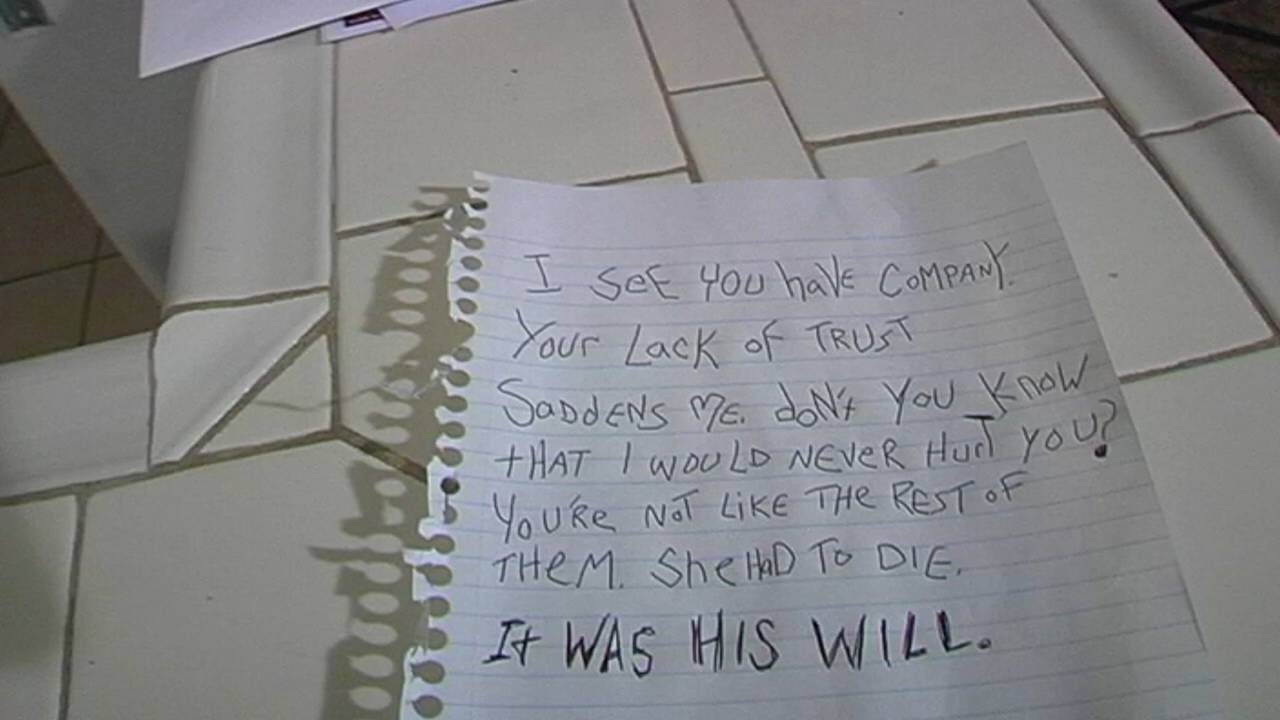 I SEE YOU haVE COMPANY.
YOUr Lack of TRUST
SaDDENS ME. doN't YOU KNOW
tHAT I WOULD NEVER HURT YOU?
YOU'Re NOT LIKE THE REST OF
THEM. She HaD TO DIE.
It WAS HIS WILL.